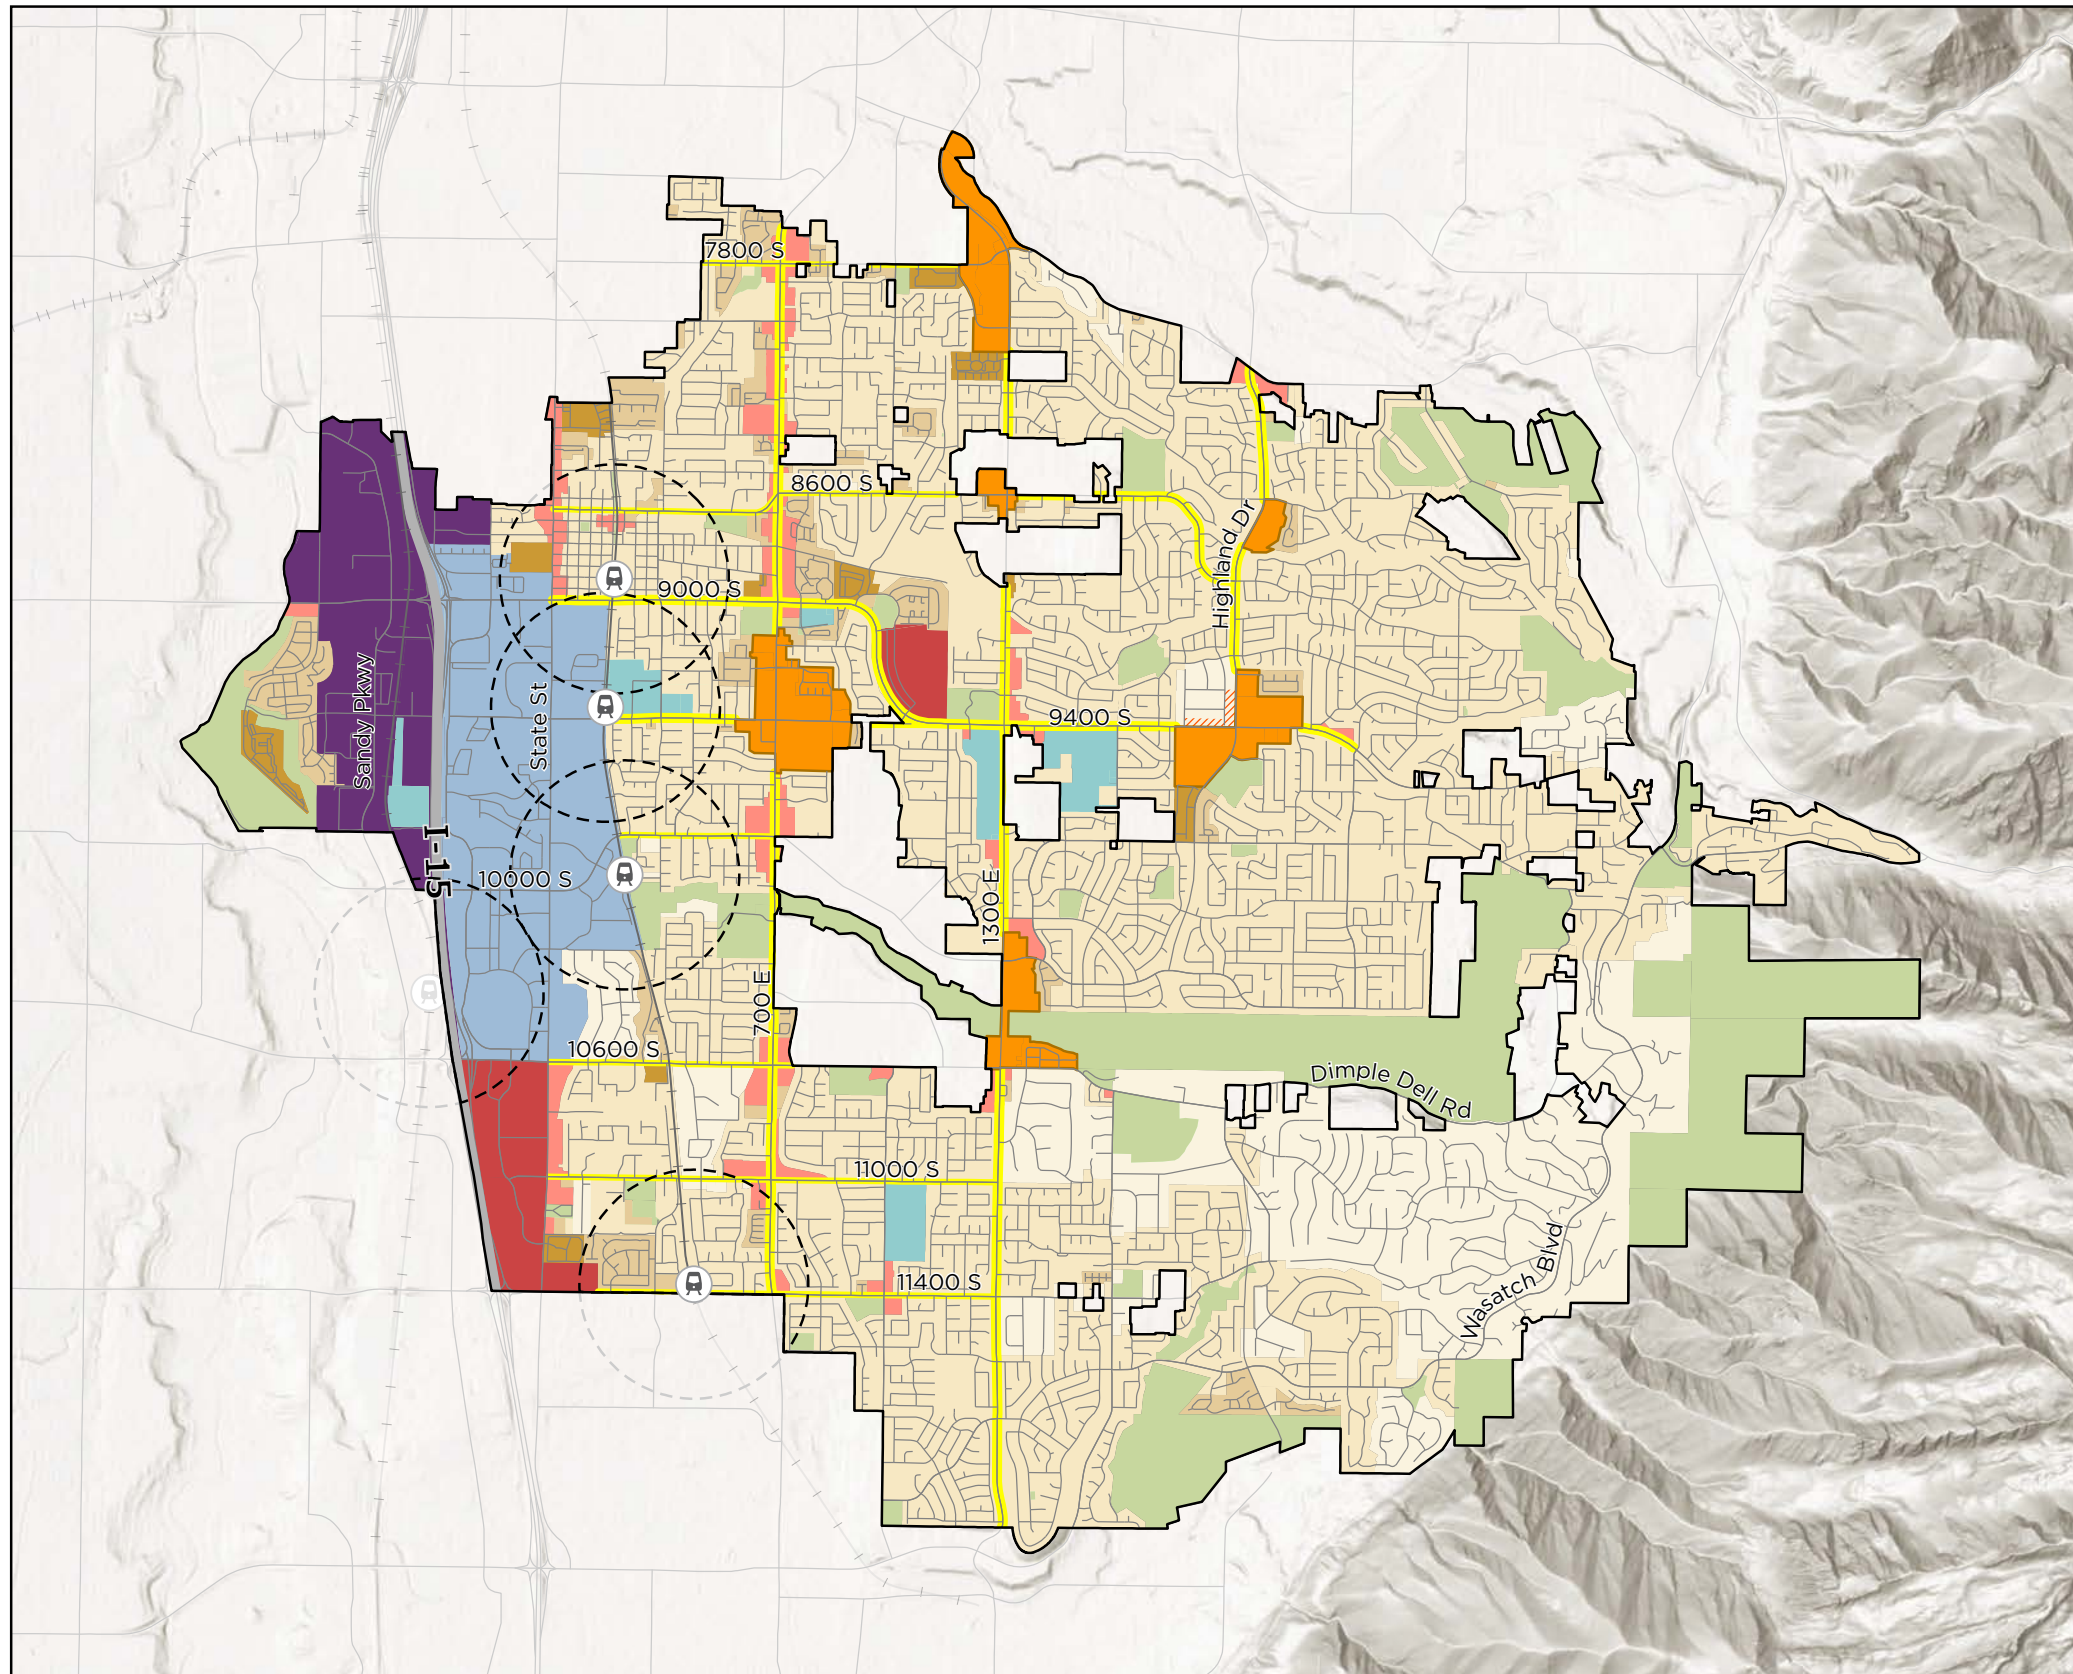 7800 S
8600 S
Highland Dr
9000 S
Sandy Pkwy
State St
9400 S
I-15
10000 S
1300 E
700 E
10600 S
Dimple Dell Rd
11000 S
Wasatch Blvd
11400 S